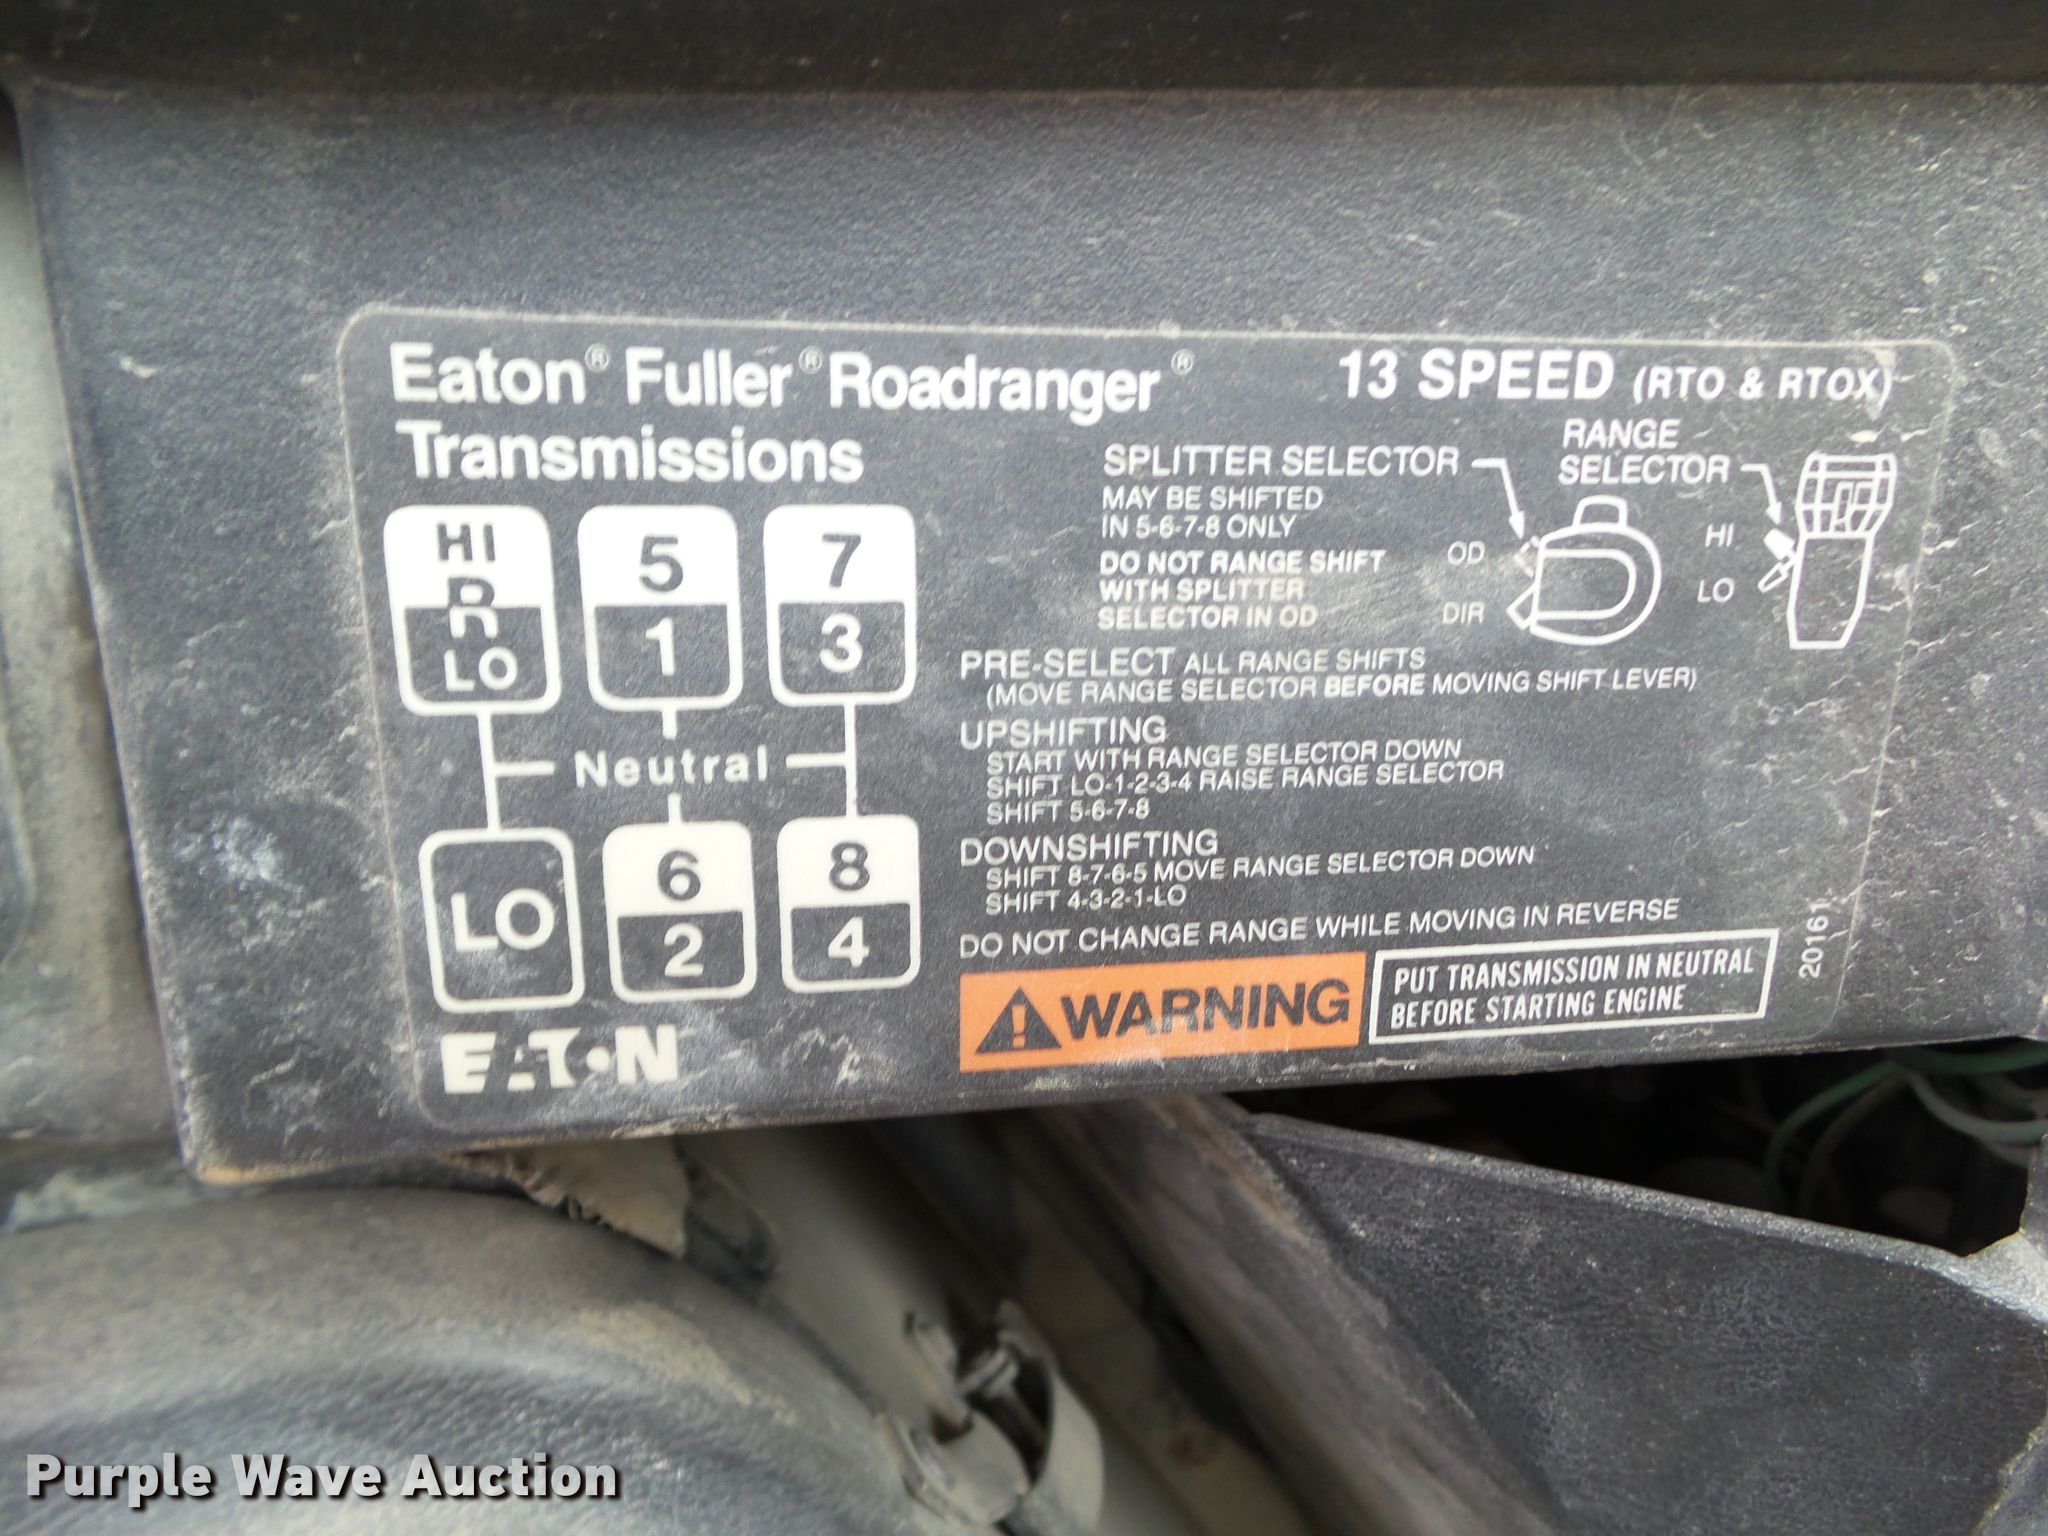 Eaton® Fuller® Roadranger®
Transmissions
13 SPEED (RTO & RTOX)
HI
R
LO
5
1
7
3
Neutral
LO
6
2
8
4
EATON
SPLITTER SELECTOR
MAY BE SHIFTED
IN 5-6-7-8 ONLY
DO NOT RANGE SHIFT
WITH SPLITTER
SELECTOR IN OD
OD
DIR
RANGE
SELECTOR
HI
LO
PRE-SELECT ALL RANGE SHIFTS
(MOVE RANGE SELECTOR BEFORE MOVING SHIFT LEVER)
UPSHIFTING
START WITH RANGE SELECTOR DOWN
SHIFT LO-1-2-3-4 RAISE RANGE SELECTOR
SHIFT 5-6-7-8
DOWNSHIFTING
SHIFT 8-7-6-5 MOVE RANGE SELECTOR DOWN
SHIFT 4-3-2-1-LO
DO NOT CHANGE RANGE WHILE MOVING IN REVERSE
WARNING
PUT TRANSMISSION IN NEUTRAL
BEFORE STARTING ENGINE
20161
Purple Wave Auction